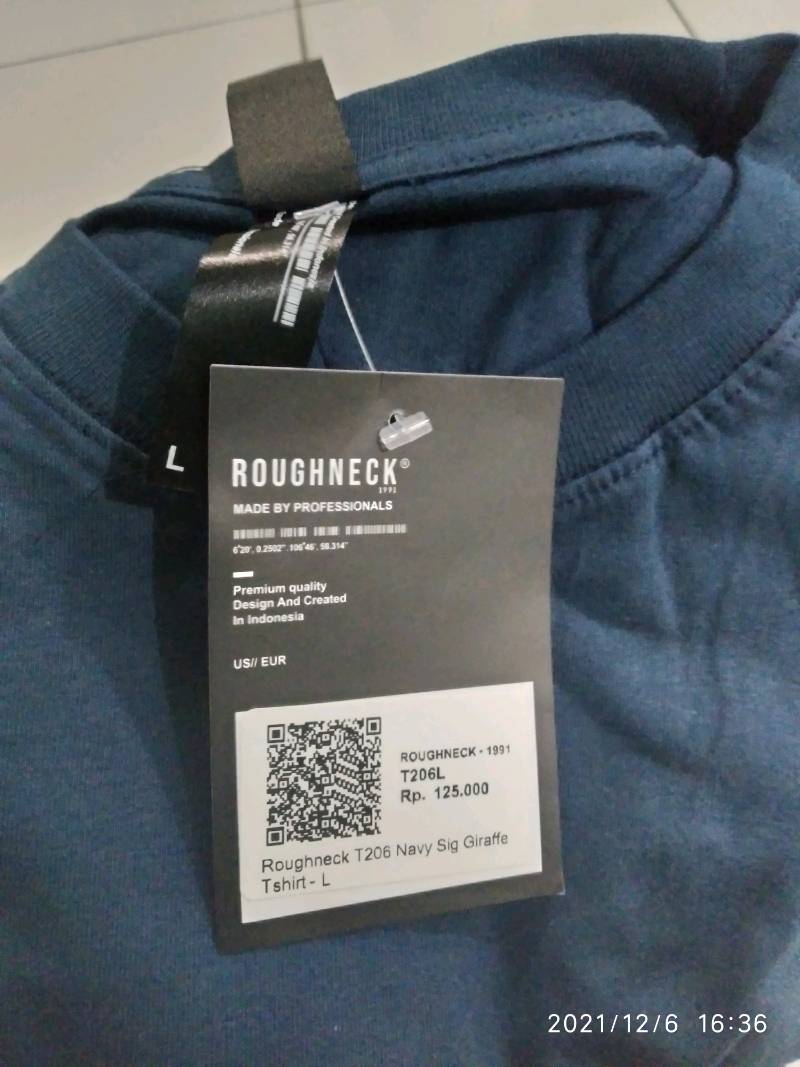 L
ROUGHNECK®
1991
MADE BY PROFESSIONALS
6°20', 0.2502" .106°46', 58.314"
Premium quality
Design And Created
In Indonesia
US// EUR
ROUGHNECK - 1991
T206L
Rp. 125.000
Roughneck T206 Navy Sig Giraffe
Tshirt - L
2021/12/6 16:36